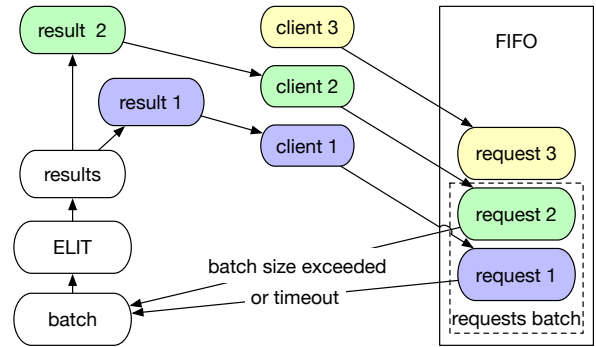 result 2
client 3
FIFO
client 2
result 1
client 1
request 3
results
request 2
ELIT
batch size exceeded
request 1
or timeout
batch
requests batch